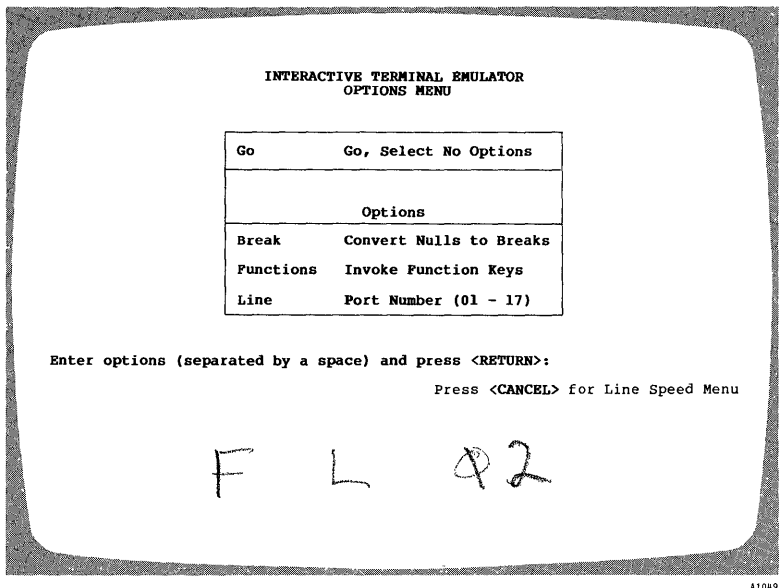 INTERACTIVE TERMINAL EMULATOR
OPTIONS MENU
Go Go, Select No Options
Options
Break Convert Nulls to Breaks
Functions Invoke Function Keys
Line Port Number (01 - 17)
Enter options (separated by a space) and press <RETURN>:
Press <CANCEL> for Line Speed Menu
F L 02
A1049